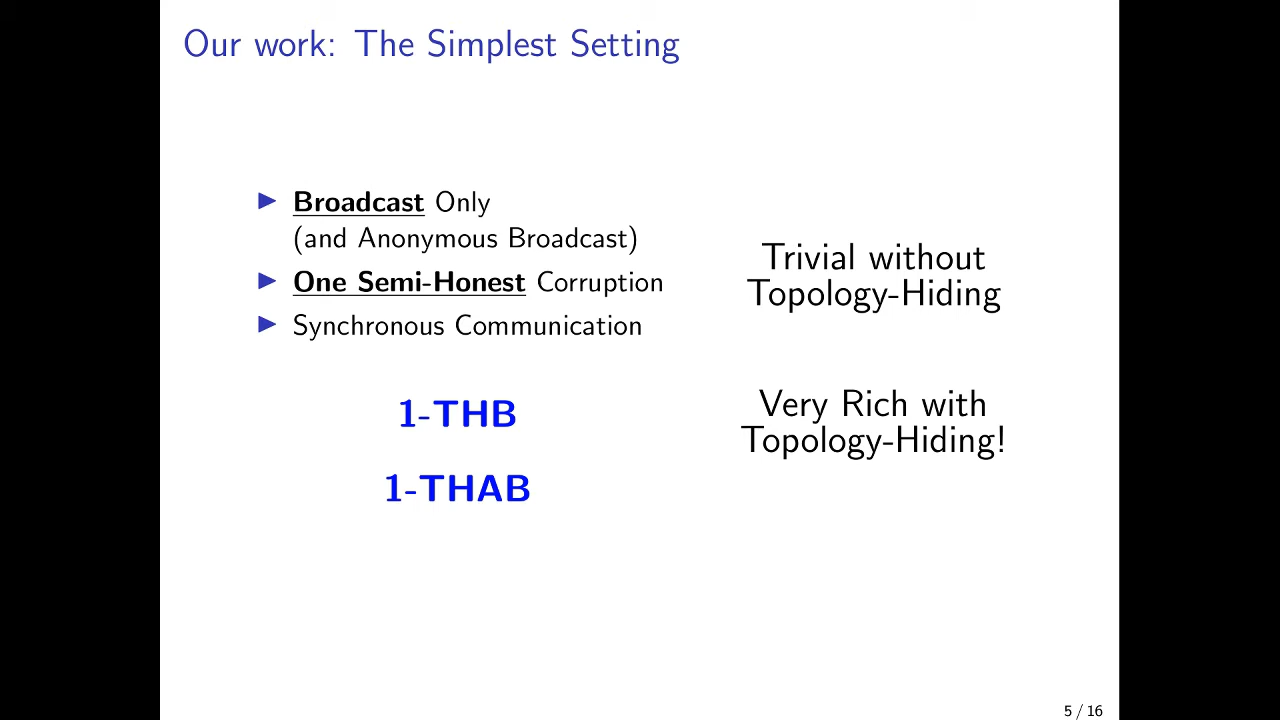 Our work: The Simplest Setting
Broadcast Only
(and Anonymous Broadcast)
One Semi-Honest Corruption
Synchronous Communication
1-THB
1-THAB
Trivial without
Topology-Hiding
Very Rich with
Topology-Hiding!
5 / 16